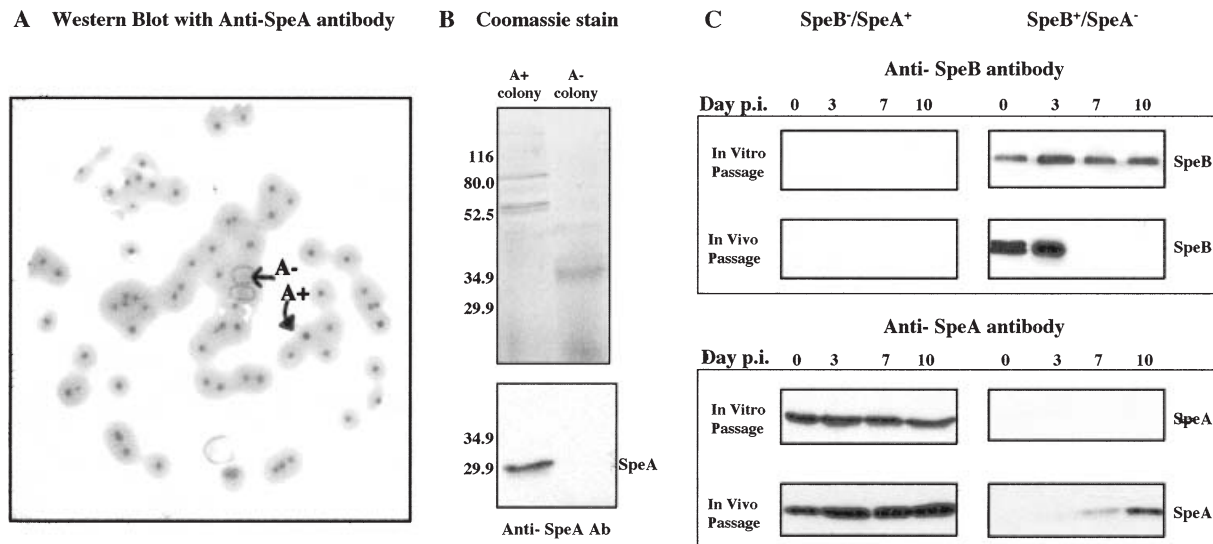 A Western Blot with Anti-SpeA antibody
A-
A+
B Coomassie stain
A+ A-
colony colony
116
80.0
52.5
34.9
29.9
34.9
29.9
SpeA
Anti- SpeA Ab
C SpeB⁻/SpeA⁺ SpeB⁺/SpeA⁻
Anti- SpeB antibody
Day p.i. 0 3 7 10 0 3 7 10
In Vitro
Passage
SpeB
In Vivo
Passage
SpeB
Anti- SpeA antibody
Day p.i. 0 3 7 10 0 3 7 10
In Vitro
Passage
SpeA
In Vivo
Passage
SpeA